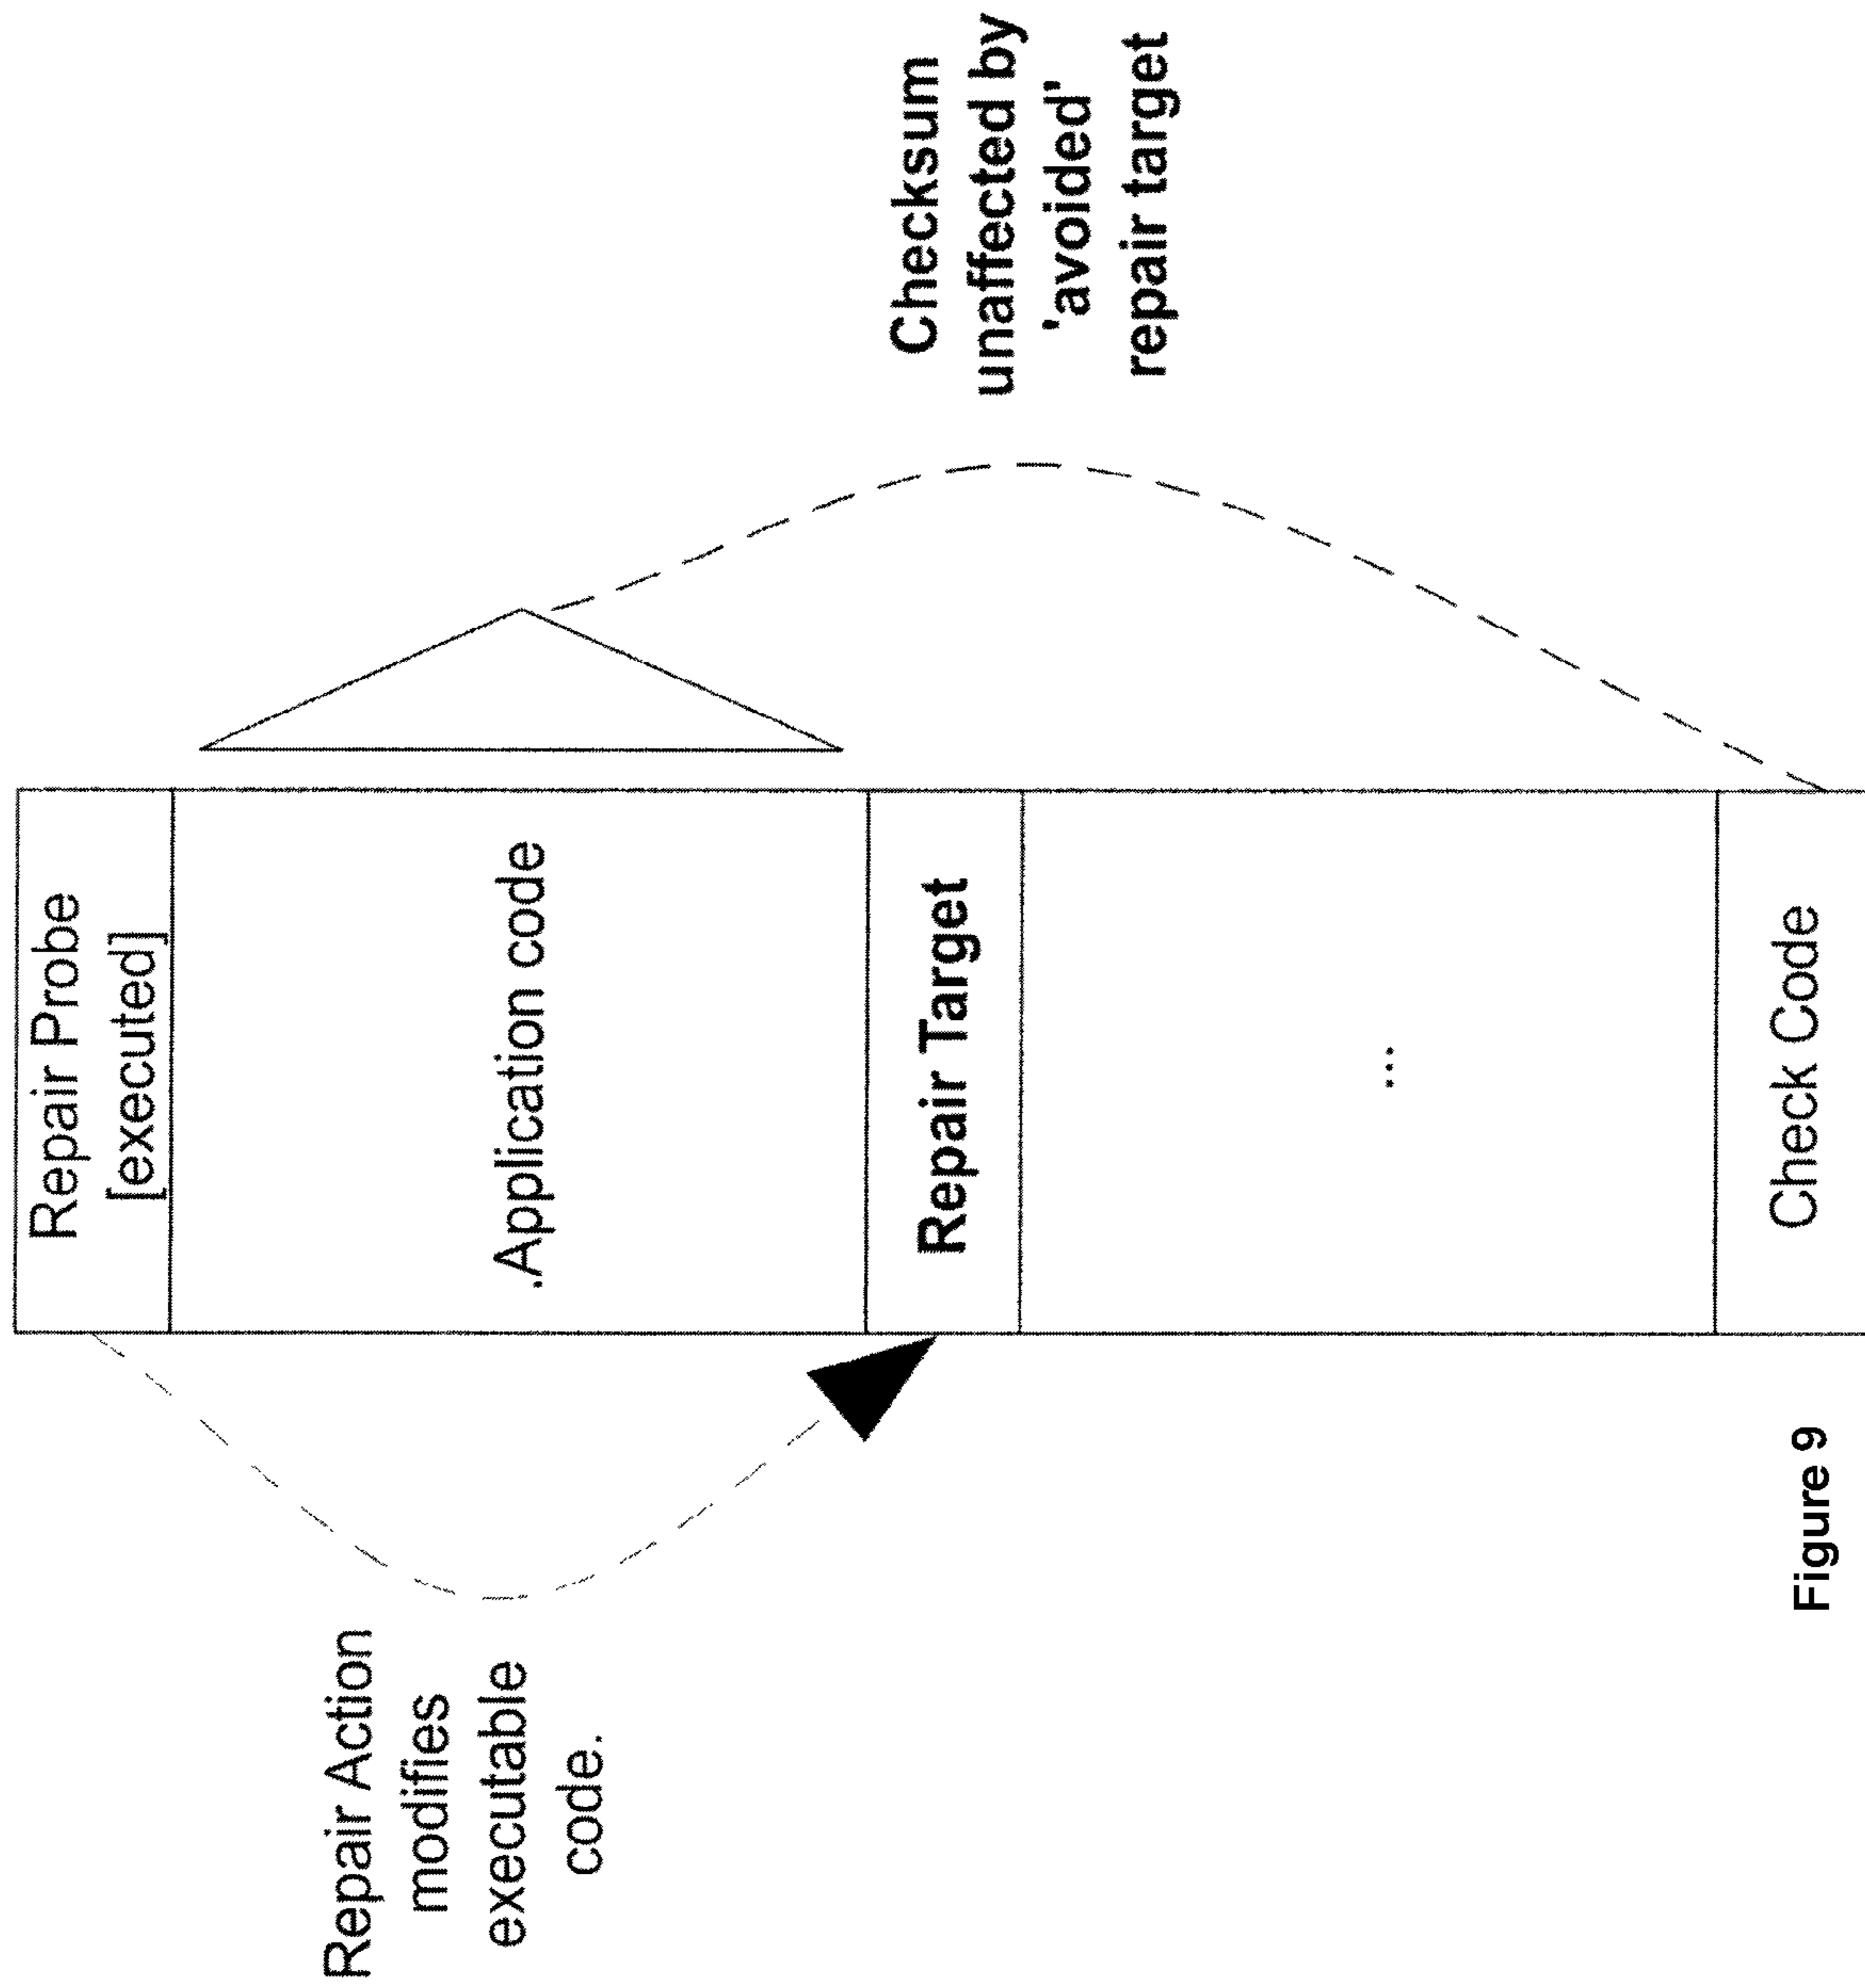 Repair Action
modifies
executable
code.
Repair Probe
[executed]
.Application code
Repair Target
...
Check Code
Checksum
unaffected by
'avoided'
repair target
Figure 9